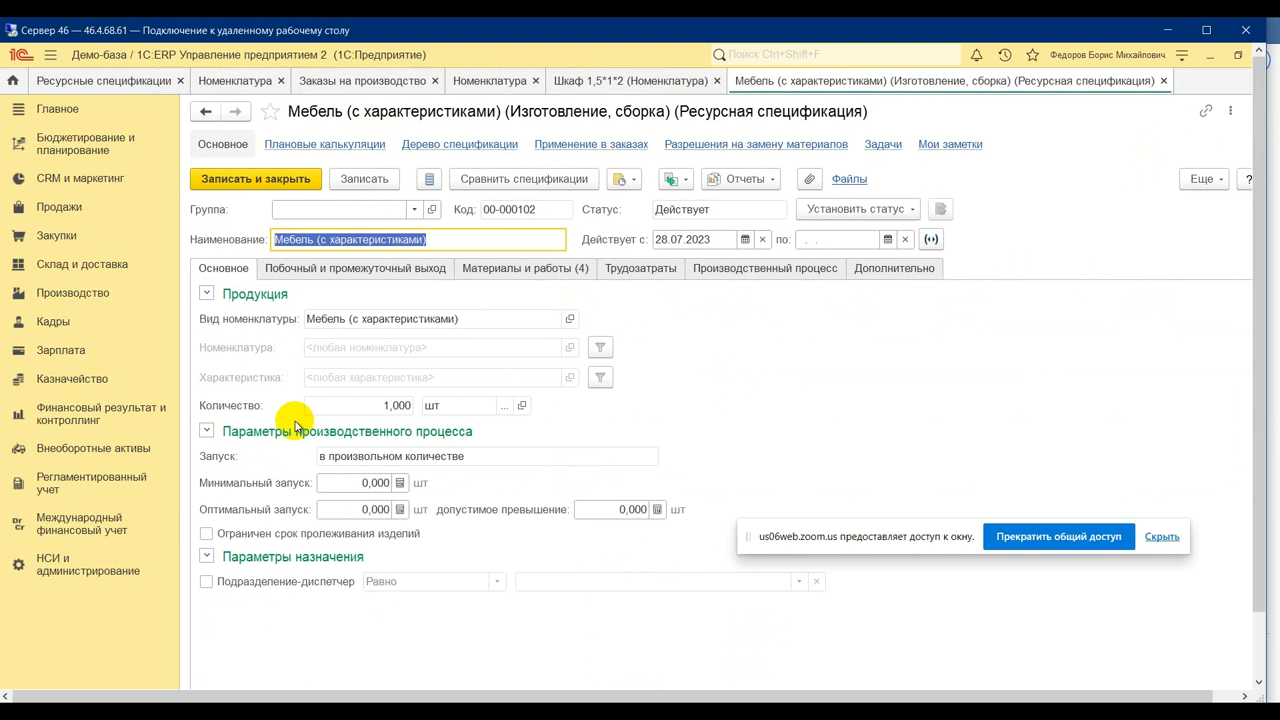 Сервер 46 — 46.4.68.61 — Подключение к удаленному рабочему столу
Демо-база / 1С:ERP Управление предприятием 2 (1С:Предприятие)
Поиск Ctrl+Shift+F
Федоров Борис Михайлович
Ресурсные спецификации × Номенклатура × Заказы на производство × Номенклатура × Шкаф 1,5*1*2 (Номенклатура) × Мебель (с характеристиками) (Изготовление, сборка) (Ресурсная спецификация) ×
Главное
Бюджетирование и
планирование
CRM и маркетинг
Продажи
Закупки
Склад и доставка
Производство
Кадры
Зарплата
Казначейство
Финансовый результат и
контроллинг
Внеоборотные активы
Регламентированный
учет
Международный
финансовый учет
НСИ и
администрирование
Мебель (с характеристиками) (Изготовление, сборка) (Ресурсная спецификация)
Основное Плановые калькуляции Дерево спецификации Применение в заказах Разрешения на замену материалов Задачи Мои заметки
Записать и закрыть Записать Сравнить спецификации Отчеты Файлы Еще ?
Группа: Код: 00-000102 Статус: Действует Установить статус
Наименование: Мебель (с характеристиками) Действует с: 28.07.2023 по: . .
Основное Побочный и промежуточный выход Материалы и работы (4) Трудозатраты Производственный процесс Дополнительно
Продукция
Вид номенклатуры: Мебель (с характеристиками)
Номенклатура: <любая номенклатура>
Характеристика: <любая характеристика>
Количество: 1,000 шт ...
Параметры производственного процесса
Запуск: в произвольном количестве
Минимальный запуск: 0,000 шт
Оптимальный запуск: 0,000 шт допустимое превышение: 0,000 шт
Ограничен срок пролеживания изделий
us06web.zoom.us предоставляет доступ к окну. Прекратить общий доступ Скрыть
Параметры назначения
Подразделение-диспетчер Равно